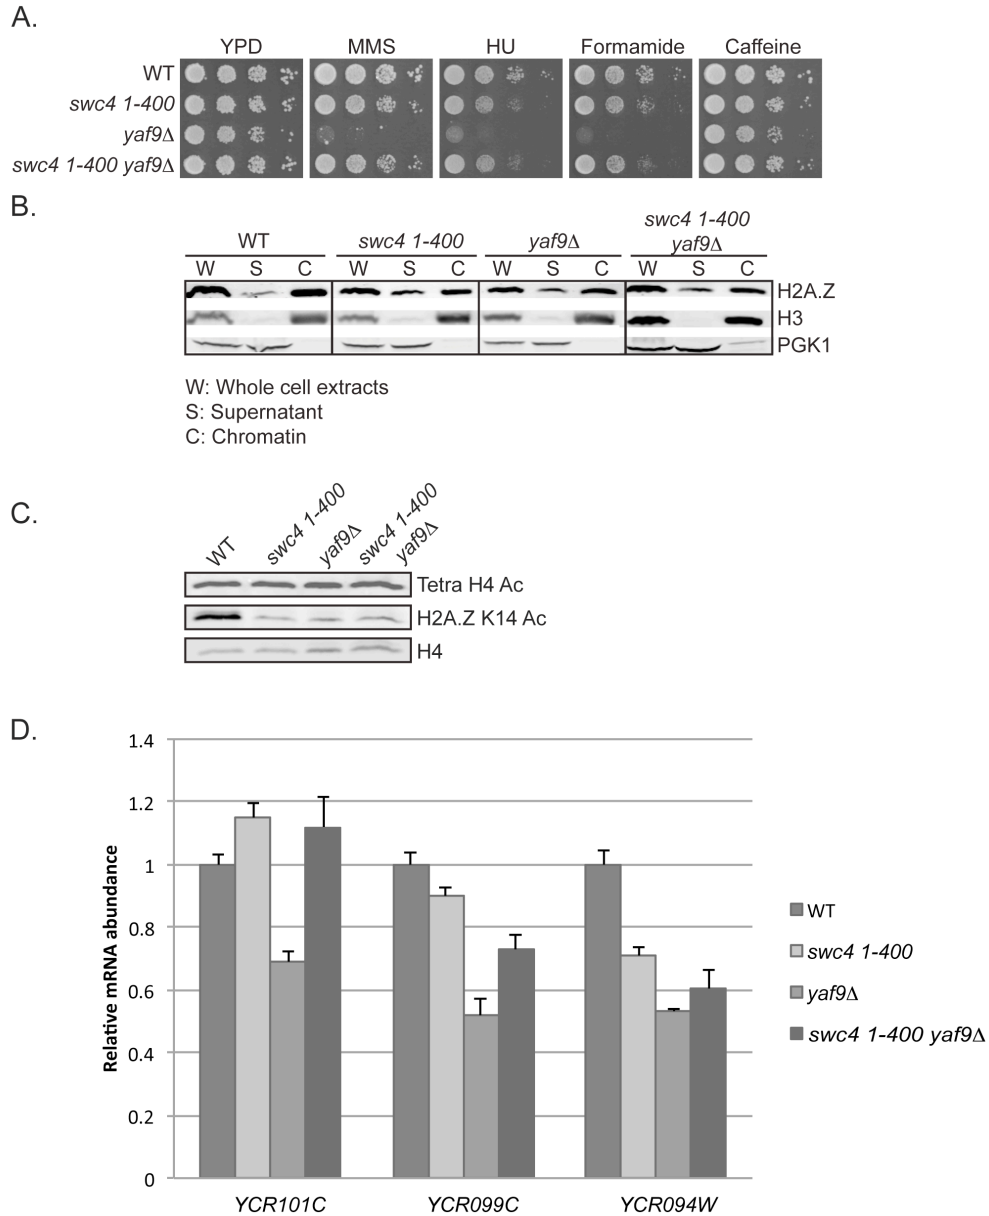 A.
YPD MMS HU Formamide Caffeine
WT
swc4 1-400
yaf9Δ
swc4 1-400 yaf9Δ
B.
WT swc4 1-400 yaf9Δ swc4 1-400
yaf9Δ
W S C W S C W S C W S C
H2A.Z
H3
PGK1
W: Whole cell extracts
S: Supernatant
C: Chromatin
C.
WT
swc4 1-400
yaf9Δ
swc4 1-400
yaf9Δ
Tetra H4 Ac
H2A.Z K14 Ac
H4
D.
Relative mRNA abundance
1.4
1.2
1
0.8
0.6
0.4
0.2
0
YCR101C YCR099C YCR094W
WT
swc4 1-400
yaf9Δ
swc4 1-400 yaf9Δ